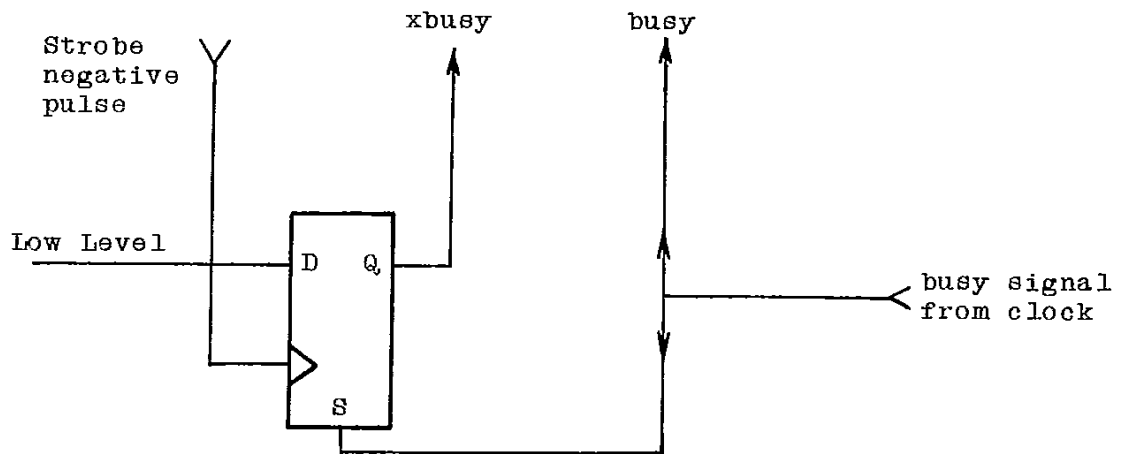 xbusy
busy
Strobe
negative
pulse
Low Level
D
Q
busy signal
from clock
S